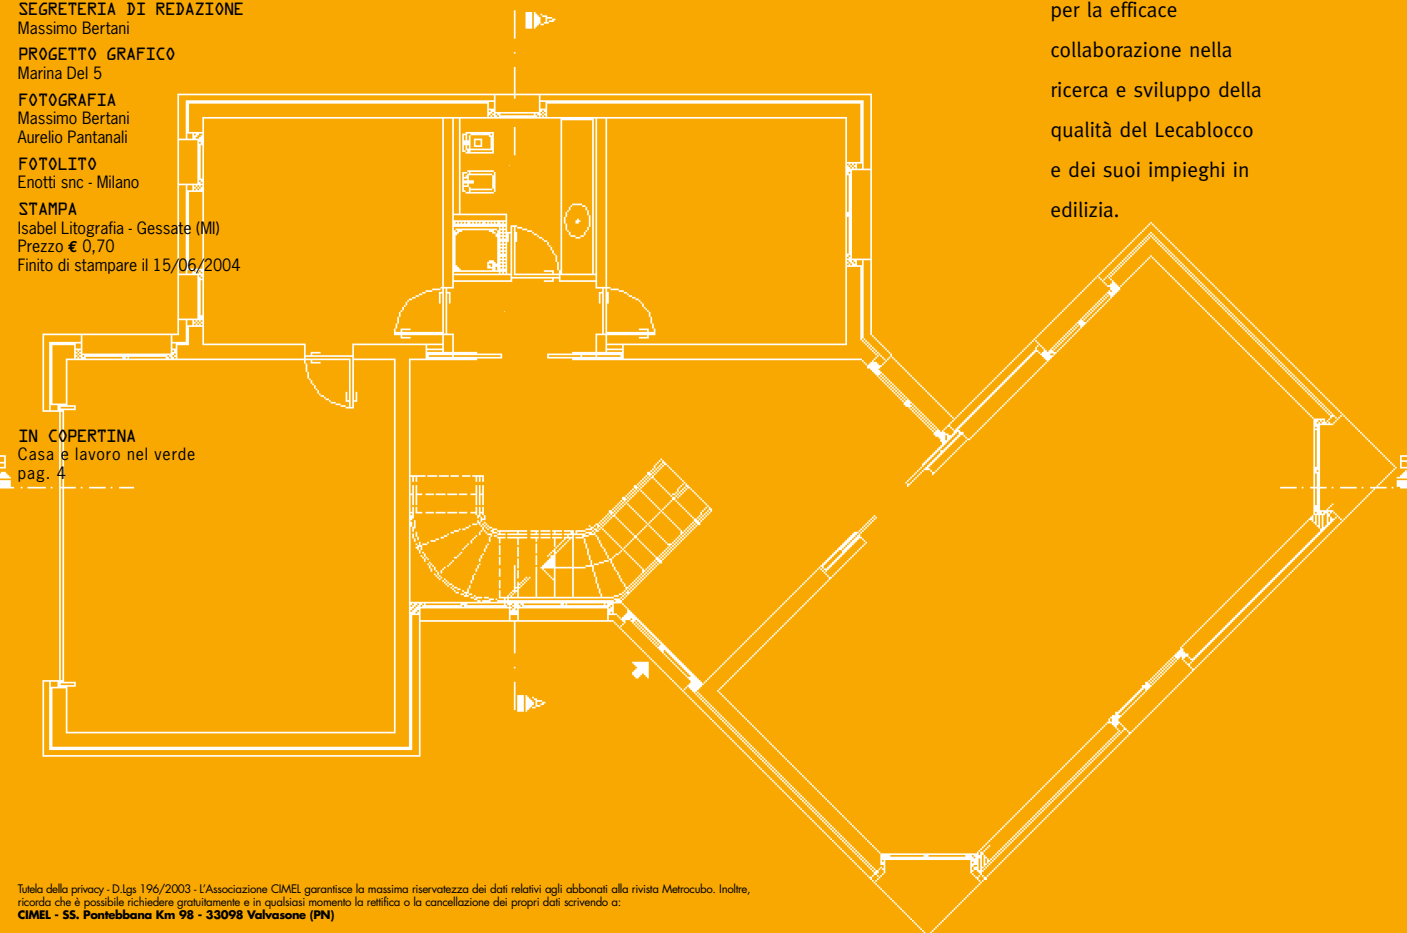 SEGRETERIA DI REDAZIONE
Massimo Bertani
PROGETTO GRAFICO
Marina Del 5
FOTOGRAFIA
Massimo Bertani
Aurelio Pantanali
FOTOLITO
Enotti snc - Milano
STAMPA
Isabel Litografia - Gessate (MI)
Prezzo € 0,70
Finito di stampare il 15/06/2004
IN COPERTINA
Casa e lavoro nel verde
pag. 4
per la efficace
collaborazione nella
ricerca e sviluppo della
qualità del Lecablocco
e dei suoi impieghi in
edilizia.
Tutela della privacy - D.Lgs 196/2003 - L'Associazione CIMEL garantisce la massima riservatezza dei dati relativi agli abbonati alla rivista Metrocubo. Inoltre,
ricorda che è possibile richiedere gratuitamente e in qualsiasi momento la rettifica o la cancellazione dei propri dati scrivendo a:
CIMEL - SS. Pontebbana Km 98 - 33098 Valvasone (PN)